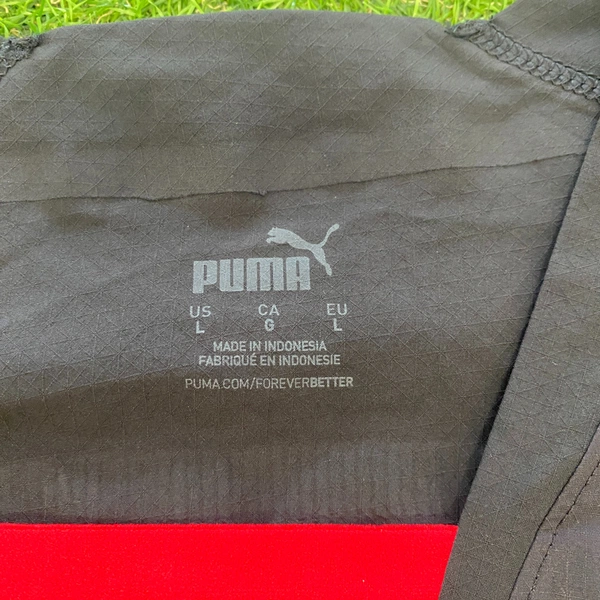 PUMA
US CA EU
L G L
MADE IN INDONESIA
FABRIQUÉ EN INDONESIE
PUMA.COM/FOREVERBETTER